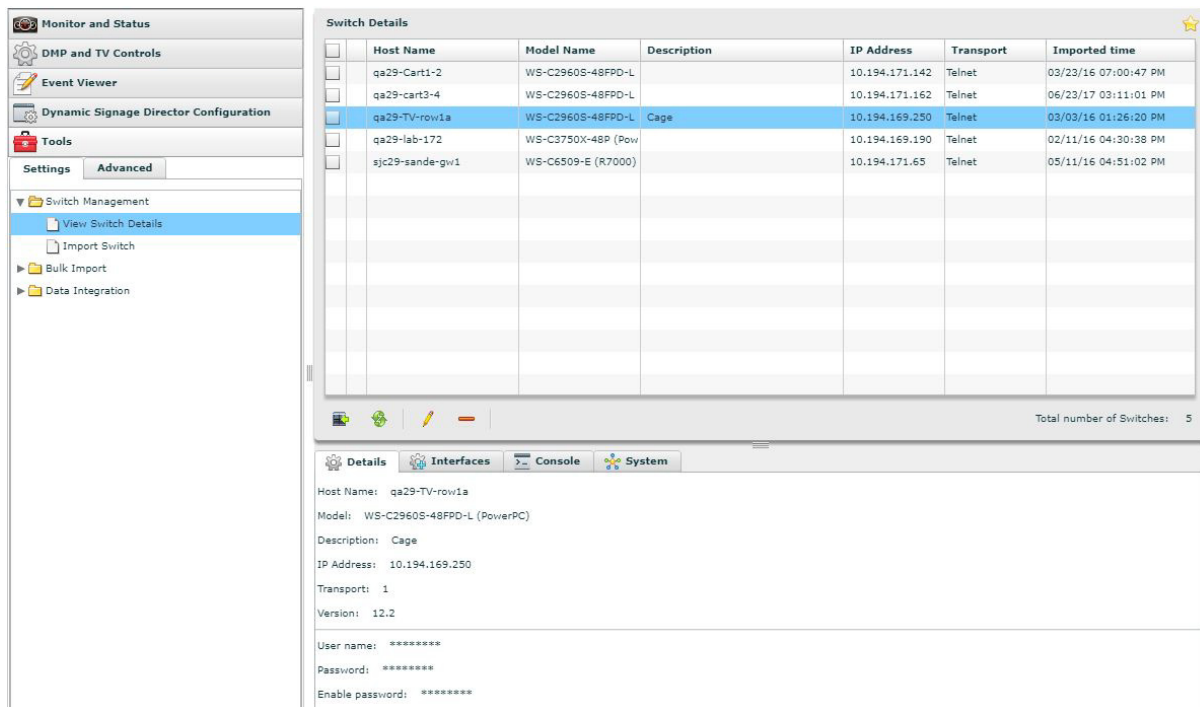 Monitor and Status
DMP and TV Controls
Event Viewer
Dynamic Signage Director Configuration
Tools
Settings Advanced
Switch Management
View Switch Details
Import Switch
Bulk Import
Data Integration
Switch Details
Host Name Model Name Description IP Address Transport Imported time
qa29-Cart1-2 WS-C2960S-48FPD-L 10.194.171.142 Telnet 03/23/16 07:00:47 PM
qa29-cart3-4 WS-C2960S-48FPD-L 10.194.171.162 Telnet 06/23/17 03:11:01 PM
qa29-TV-row1a WS-C2960S-48FPD-L Cage 10.194.169.250 Telnet 03/03/16 01:26:20 PM
qa29-lab-172 WS-C3750X-48P (Pow 10.194.169.190 Telnet 02/11/16 04:30:38 PM
sjc29-sande-gw1 WS-C6509-E (R7000) 10.194.171.65 Telnet 05/11/16 04:51:02 PM
Total number of Switches: 5
Details Interfaces Console System
Host Name: qa29-TV-row1a
Model: WS-C2960S-48FPD-L (PowerPC)
Description: Cage
IP Address: 10.194.169.250
Transport: 1
Version: 12.2
User name: ********
Password: ********
Enable password: ********